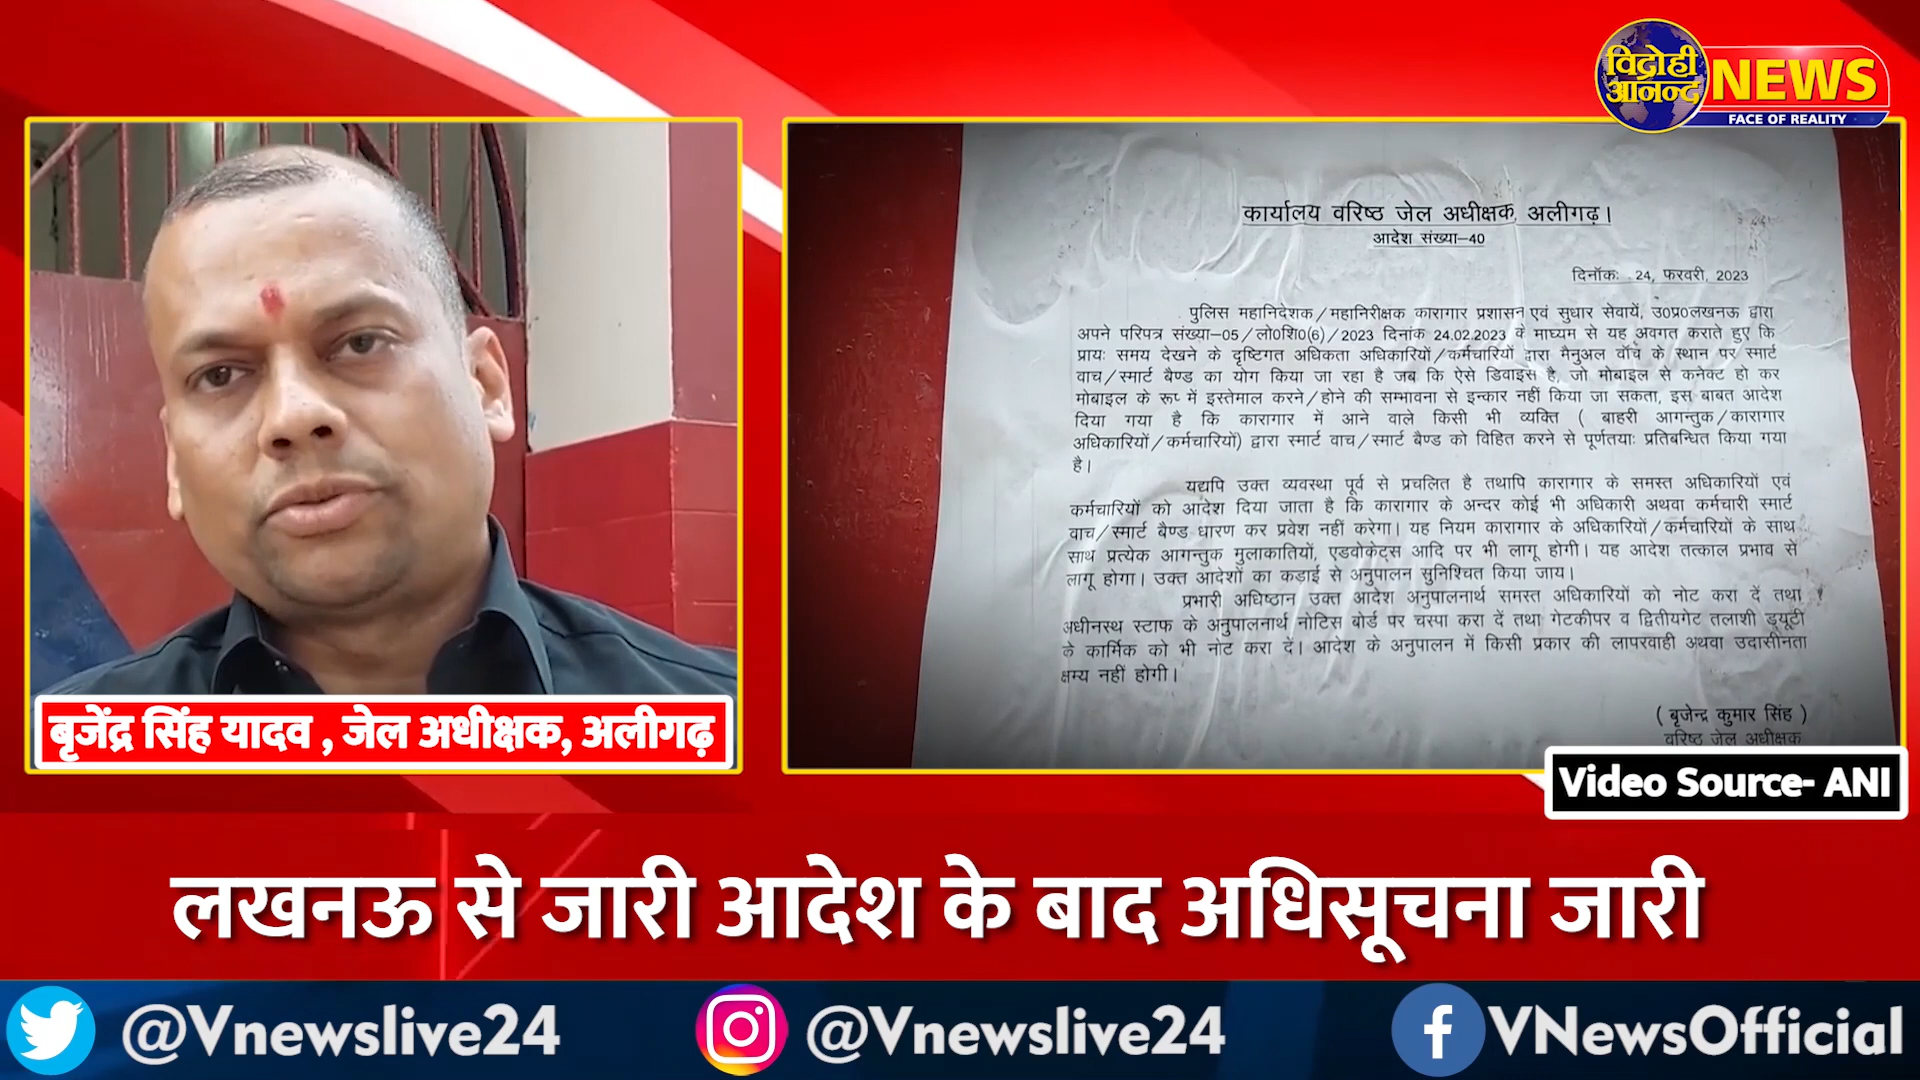 विद्रोही
आनन्द
NEWS
FACE OF REALITY
कार्यालय वरिष्ठ जेल अधीक्षक, अलीगढ़।
आदेश संख्या–40
दिनॉकः 24, फरवरी, 2023
पुलिस महानिदेशक/महानिरीक्षक कारागार प्रशासन एवं सुधार सेवायें, उ0प्र0लखनऊ द्वारा
अपने परिपत्र संख्या–05/लो0शि0(6)/2023 दिनांक 24.02.2023 के माध्यम से यह अवगत कराते हुए कि
प्रायः समय देखने के दृष्टिगत अधिकता अधिकारियों/कर्मचारियों द्वारा मैनुअल वॉच के स्थान पर स्मार्ट
वाच/स्मार्ट बैण्ड का योग किया जा रहा है जब कि ऐसे डिवाइस है, जो मोबाइल से कनेक्ट हो कर
मोबाइल के रूप में इस्तेमाल करने/होने की सम्भावना से इन्कार नहीं किया जा सकता, इस बाबत आदेश
दिया गया है कि कारागार में आने वाले किसी भी व्यक्ति ( बाहरी आगन्तुक/कारागार
अधिकारियों/कर्मचारियों) द्वारा स्मार्ट वाच/स्मार्ट बैण्ड को विहित करने से पूर्णतयाः प्रतिबन्धित किया गया
है।
यद्यपि उक्त व्यवस्था पूर्व से प्रचलित है तथापि कारागार के समस्त अधिकारियों एवं
कर्मचारियों को आदेश दिया जाता है कि कारागार के अन्दर कोई भी अधिकारी अथवा कर्मचारी स्मार्ट
वाच/स्मार्ट बैण्ड धारण कर प्रवेश नहीं करेगा। यह नियम कारागार के अधिकारियों/कर्मचारियों के साथ
साथ प्रत्येक आगन्तुक मुलाकातियों, एडवोकेट्स आदि पर भी लागू होगी। यह आदेश तत्काल प्रभाव से
लागू होगा। उक्त आदेशों का कडाई से अनुपालन सुनिश्चित किया जाय।
प्रभारी अधिष्ठान उक्त आदेश अनुपालनार्थ समस्त अधिकारियों को नोट करा दें तथा
अधीनस्थ स्टाफ के अनुपालनार्थ नोटिस बोर्ड पर चस्पा करा दें तथा गेटकीपर व द्वितीयगेट तलाशी ड्यूटी
के कार्मिक को भी नोट करा दें। आदेश के अनुपालन में किसी प्रकार की लापरवाही अथवा उदासीनता
क्षम्य नहीं होगी।
( बृजेन्द्र कुमार सिंह )
वरिष्ठ जेल अधीक्षक
बृजेंद्र सिंह यादव , जेल अधीक्षक, अलीगढ़
Video Source- ANI
लखनऊ से जारी आदेश के बाद अधिसूचना जारी
@Vnewslive24
@Vnewslive24
VNewsOfficial